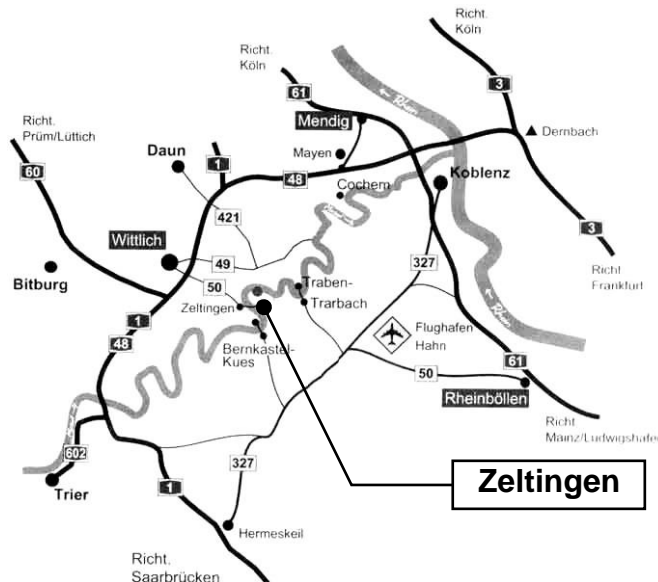 Richt.
Köln
Richt.
Köln
61
← Rhein
3
Richt.
Prüm/Lüttich
Mendig
Dernbach
60
Daun
1
Mayen
48
Koblenz
Cochem
421
3
Wittlich
49
327
Richt.
Frankfurt
Bitburg
50
Traben-
Trarbach
Zeltingen
1
48
Bernkastel-
Kues
Flughafen
Hahn
61
50
Rheinböllen
Richt.
Mainz/Ludwigshafe
602
327
Trier
1
Zeltingen
Hermeskeil
Richt.
Saarbrücken